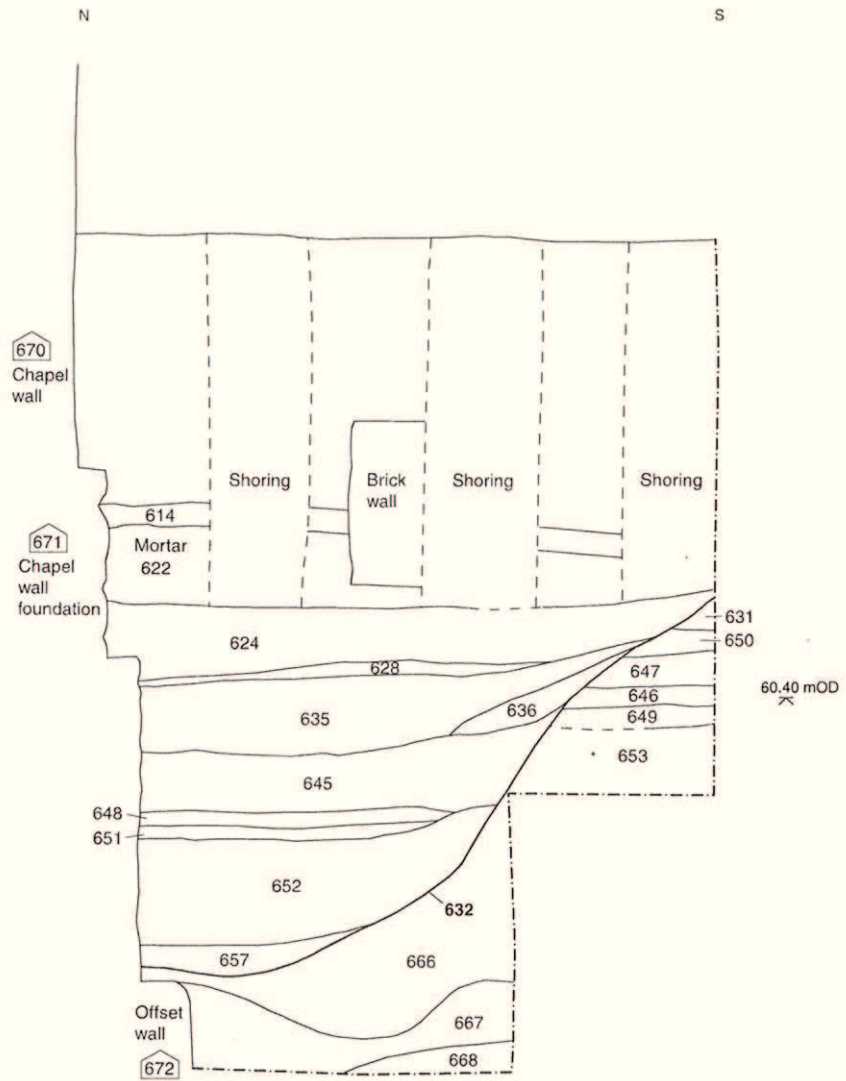 N
S
670
Chapel
wall
Shoring
Brick
wall
Shoring
Shoring
614
671
Chapel
wall
foundation
Mortar
622
631
624
650
628
647
60.40 mOD
646
636
649
635
653
645
648
651
652
632
657
666
Offset
wall
667
672
668